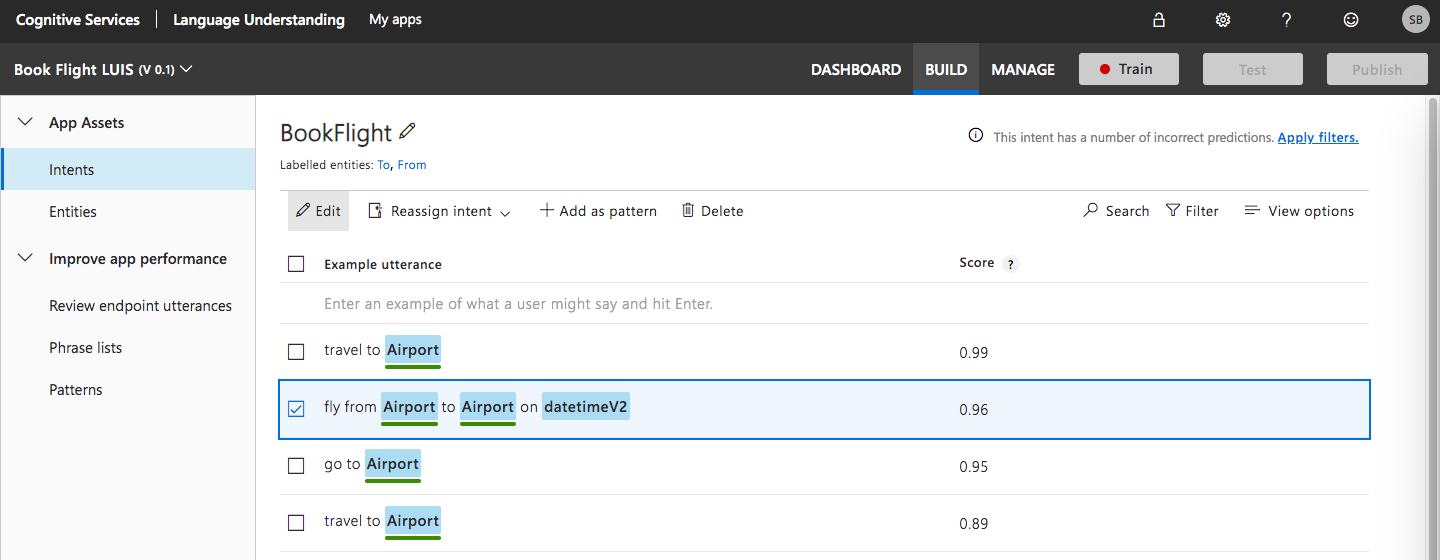 Cognitive Services | Language Understanding My apps ? SB
Book Flight LUIS (V 0.1) DASHBOARD BUILD MANAGE Train Test Publish
App Assets
Intents
Entities
Improve app performance
Review endpoint utterances
Phrase lists
Patterns
BookFlight
This intent has a number of incorrect predictions. Apply filters.
Labelled entities: To, From
Edit Reassign intent Add as pattern Delete Search Filter View options
Example utterance Score ?
Enter an example of what a user might say and hit Enter.
travel to Airport 0.99
fly from Airport to Airport on datetimeV2 0.96
go to Airport 0.95
travel to Airport 0.89